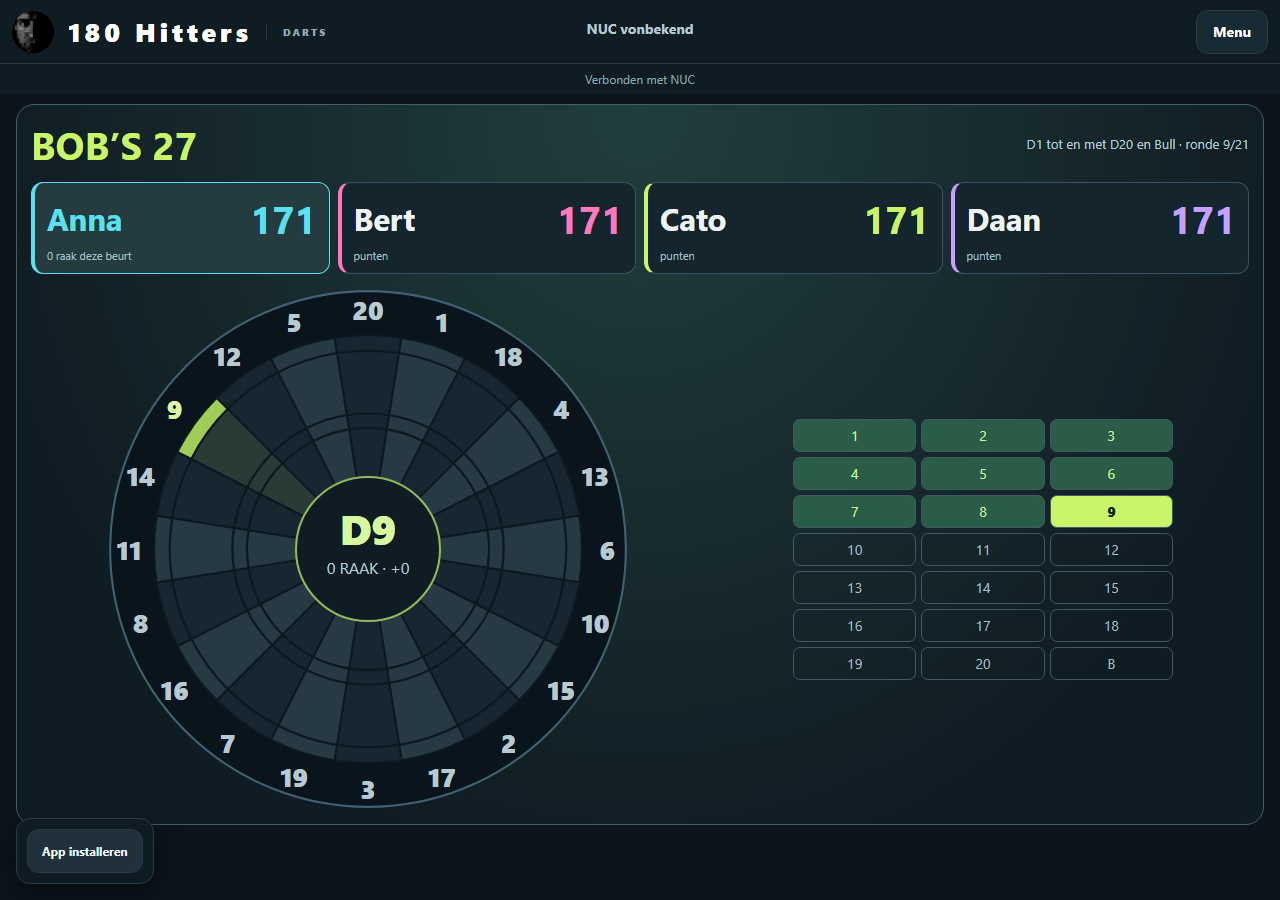 180 Hitters DARTS NUC vonbekend Menu
Verbonden met NUC
BOB’S 27
D1 tot en met D20 en Bull · ronde 9/21
Anna 171
0 raak deze beurt
Bert 171
punten
Cato 171
punten
Daan 171
punten
20
5 1
12 18
9 4
14 13
11 6
8 10
16 15
7 2
19 17
3
D9
0 RAAK · +0
1 2 3
4 5 6
7 8 9
10 11 12
13 14 15
16 17 18
19 20 B
App installeren